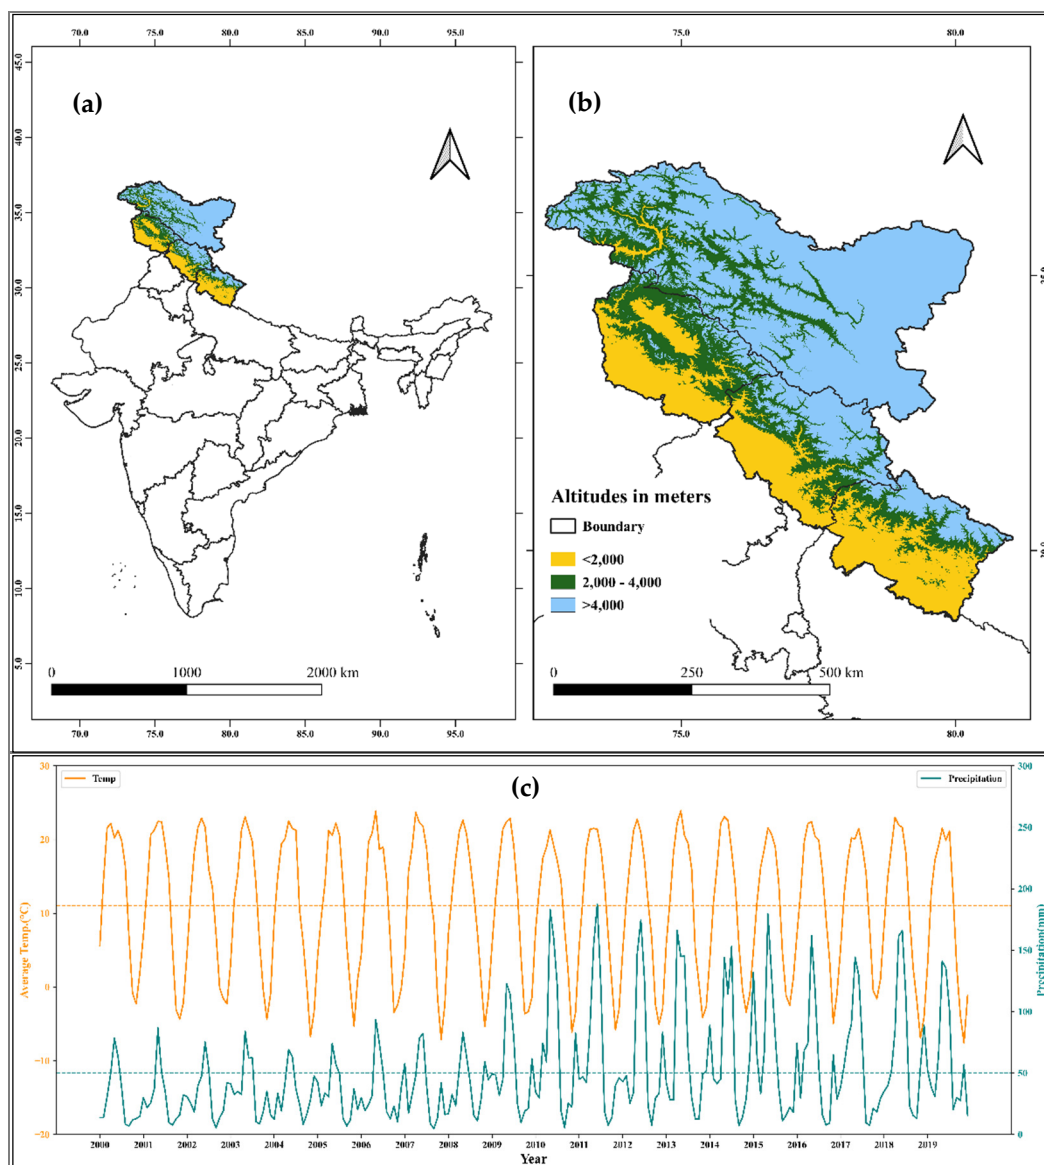 70.0 75.0 80.0 85.0 90.0 95.0 75.0 80.0
45.0
(a) (b)
40.0
35.0
30.0
25.0
20.0
15.0
10.0
5.0
Altitudes in meters
Boundary
<2,000
2,000 - 4,000
>4,000
0 1000 2000 km
0 250 500 km
70.0 75.0 80.0 85.0 90.0 95.0 75.0 80.0
30 300
Temp (c) Precipitation
20 250
200
10
150
0
100
−10
50
−20 0
Average Temp.(°C)
Precipitation(mm)
2000 2001 2002 2003 2004 2005 2006 2007 2008 2009 2010 2011 2012 2013 2014 2015 2016 2017 2018 2019
Year